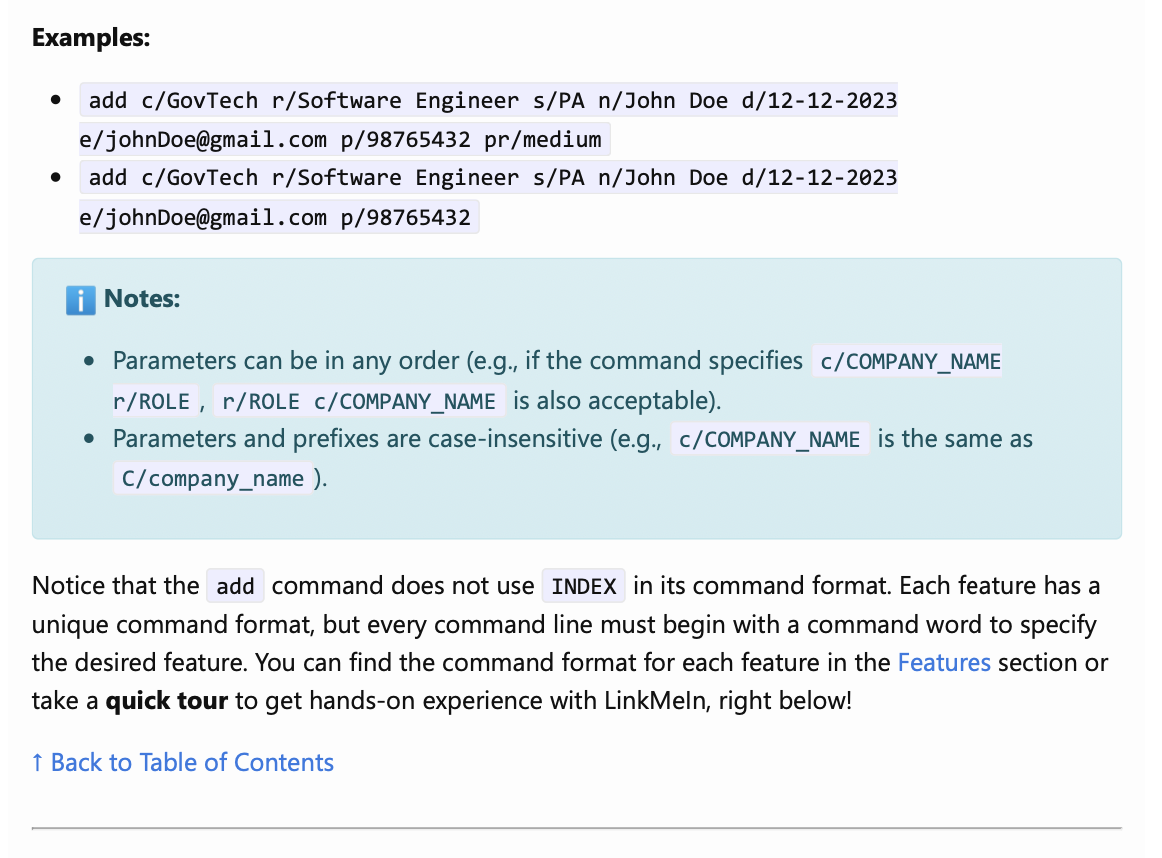 Examples:
• add c/GovTech r/Software Engineer s/PA n/John Doe d/12-12-2023
e/johnDoe@gmail.com p/98765432 pr/medium
• add c/GovTech r/Software Engineer s/PA n/John Doe d/12-12-2023
e/johnDoe@gmail.com p/98765432
ℹ️ Notes:
• Parameters can be in any order (e.g., if the command specifies c/COMPANY_NAME
r/ROLE , r/ROLE c/COMPANY_NAME is also acceptable).
• Parameters and prefixes are case-insensitive (e.g., c/COMPANY_NAME is the same as
C/company_name ).
Notice that the add command does not use INDEX in its command format. Each feature has a
unique command format, but every command line must begin with a command word to specify
the desired feature. You can find the command format for each feature in the Features section or
take a quick tour to get hands-on experience with LinkMeIn, right below!
↑ Back to Table of Contents